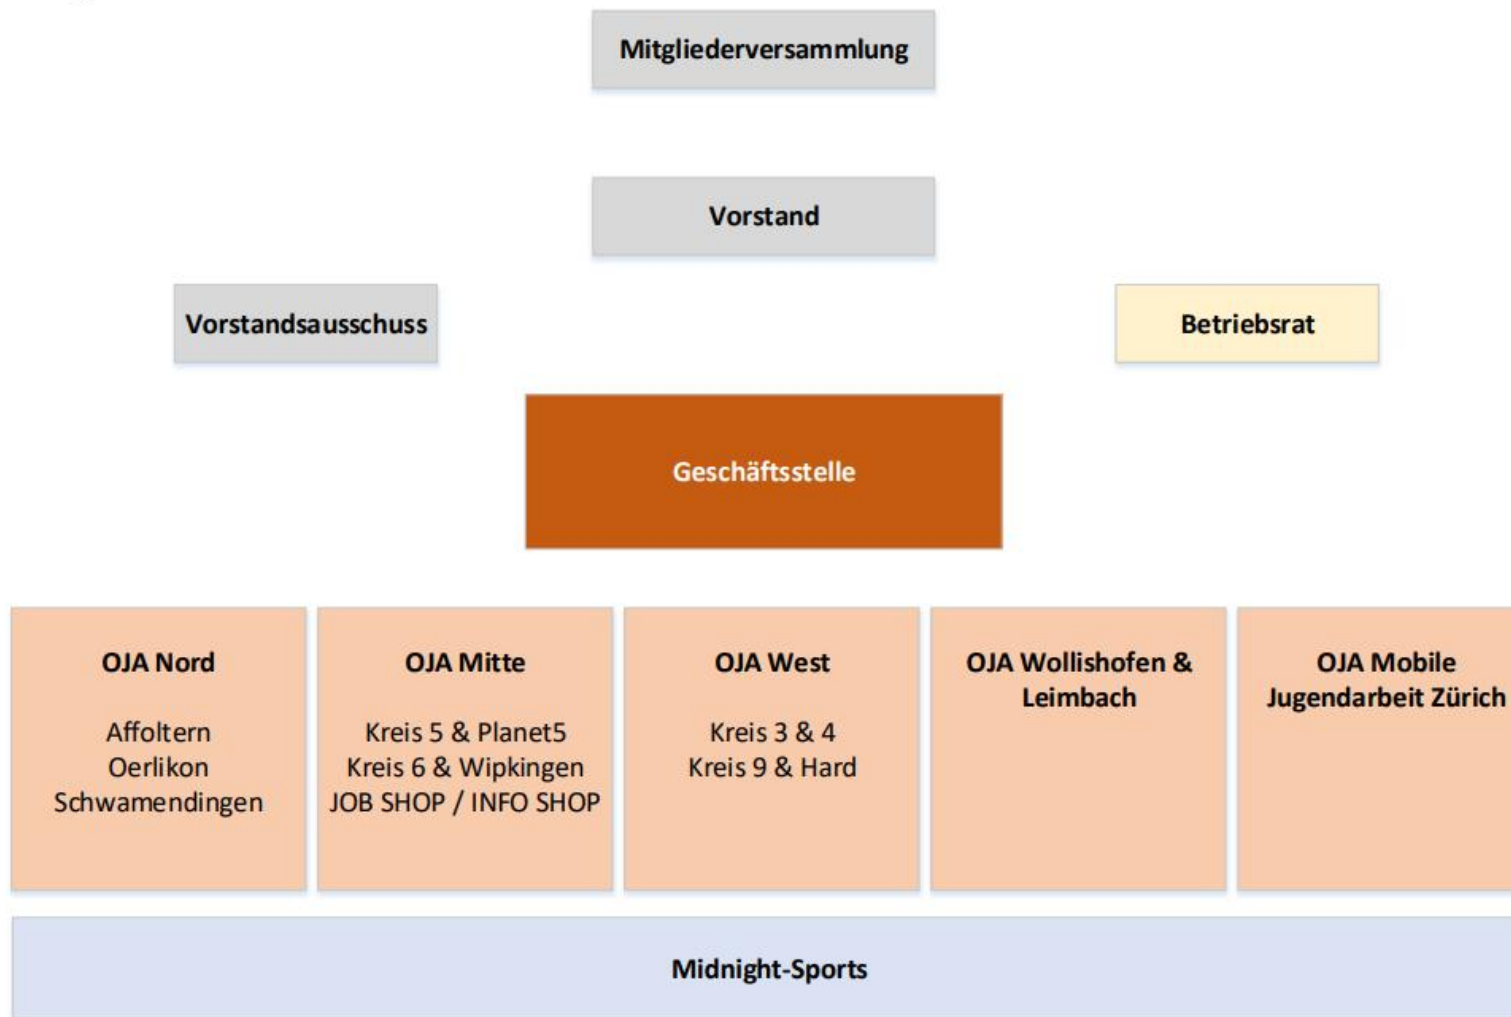 Mitgliederversammlung
Vorstand
Vorstandsausschuss
Betriebsrat
Geschäftsstelle
OJA Nord
Affoltern
Oerlikon
Schwamendingen
OJA Mitte
Kreis 5 & Planet5
Kreis 6 & Wipkingen
JOB SHOP / INFO SHOP
OJA West
Kreis 3 & 4
Kreis 9 & Hard
OJA Wollishofen &
Leimbach
OJA Mobile
Jugendarbeit Zürich
Midnight-Sports